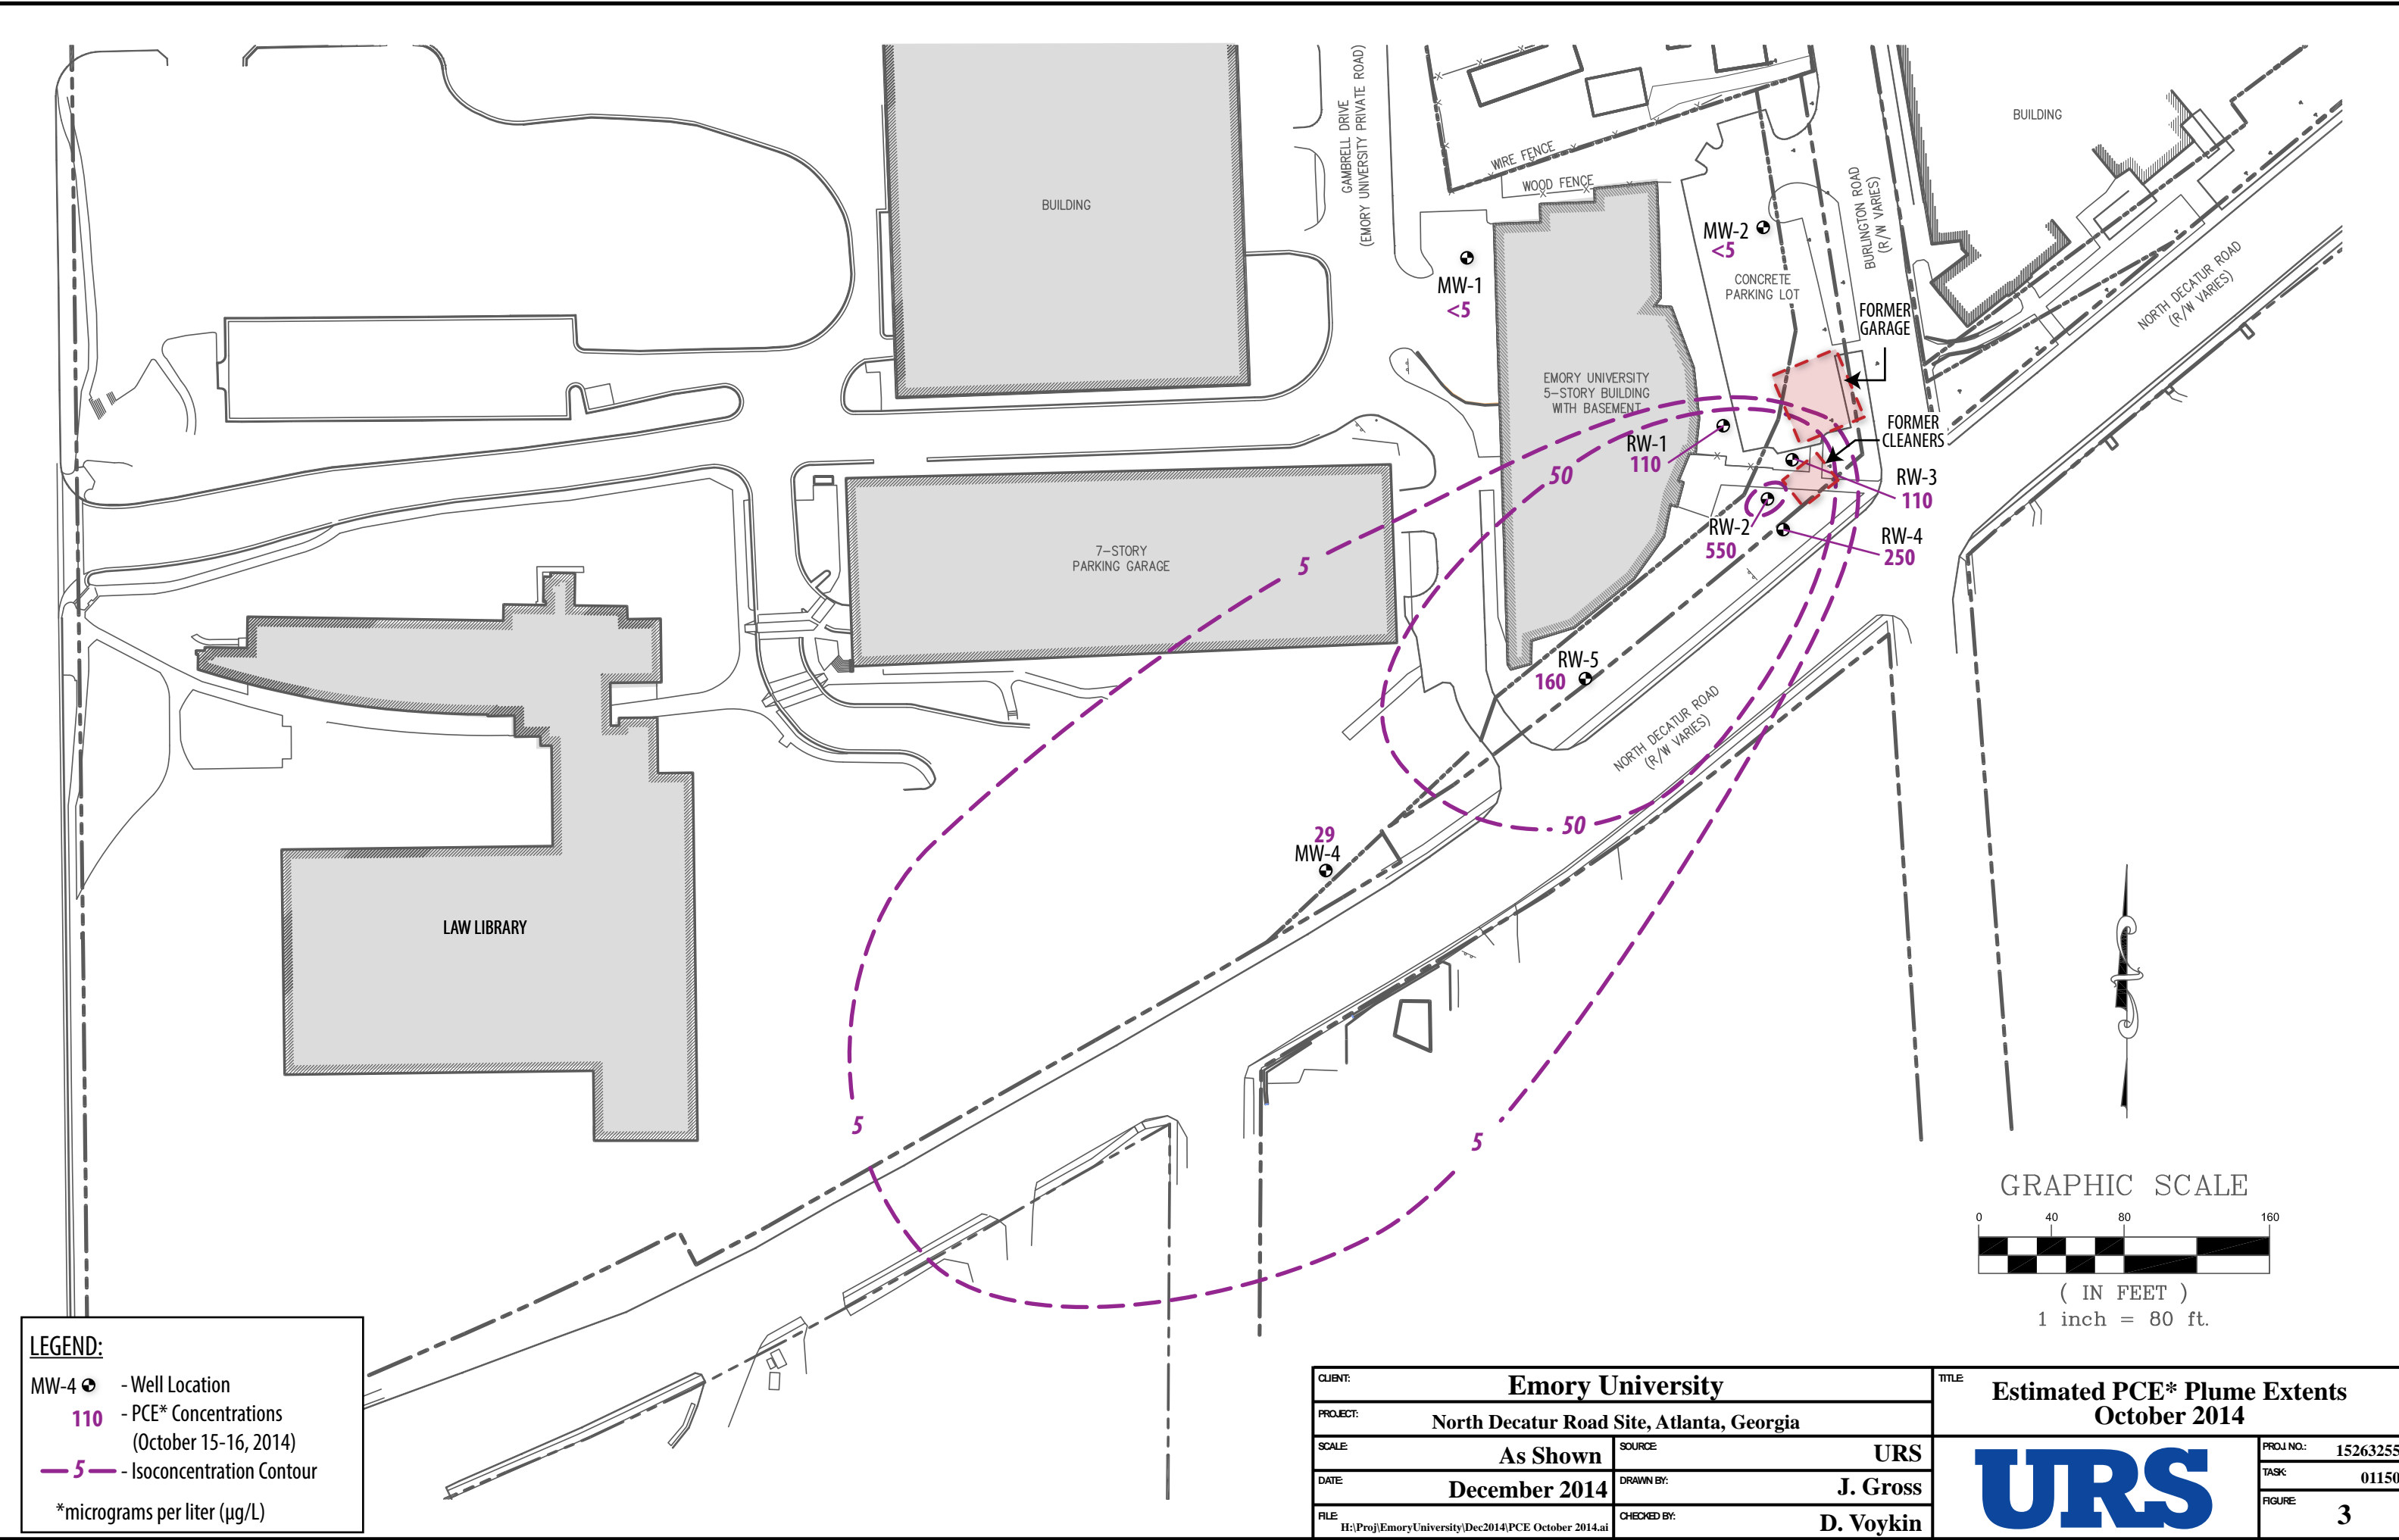 BUILDING
GAMBRELL DRIVE
(EMORY UNIVERSITY PRIVATE ROAD)
WIRE FENCE
WOOD FENCE
BUILDING
MW-1
<5
MW-2
<5
CONCRETE
PARKING LOT
BURLINGTON ROAD
(R/W VARIES)
NORTH DECATUR ROAD
(R/W VARIES)
FORMER
GARAGE
FORMER
CLEANERS
EMORY UNIVERSITY
5-STORY BUILDING
WITH BASEMENT
RW-1
110
50
RW-3
110
RW-2
550
RW-4
250
5
7-STORY
PARKING GARAGE
RW-5
160
NORTH DECATUR ROAD
(R/W VARIES)
50
29
MW-4
LAW LIBRARY
5
5
GRAPHIC SCALE
0 40 80 160
( IN FEET )
1 inch = 80 ft.
LEGEND:
MW-4 - Well Location
110 - PCE* Concentrations
(October 15-16, 2014)
5 - Isoconcentration Contour
*micrograms per liter (µg/L)
CLIENT: Emory University
PROJECT: North Decatur Road Site, Atlanta, Georgia
SCALE: As Shown
SOURCE: URS
DATE: December 2014
DRAWN BY: J. Gross
FILE: H:\Proj\EmoryUniversity\Dec2014\PCE October 2014.ai
CHECKED BY: D. Voykin
TITLE: Estimated PCE* Plume Extents
October 2014
URS
PROJ. NO.: 15263255
TASK: 01150
FIGURE: 3